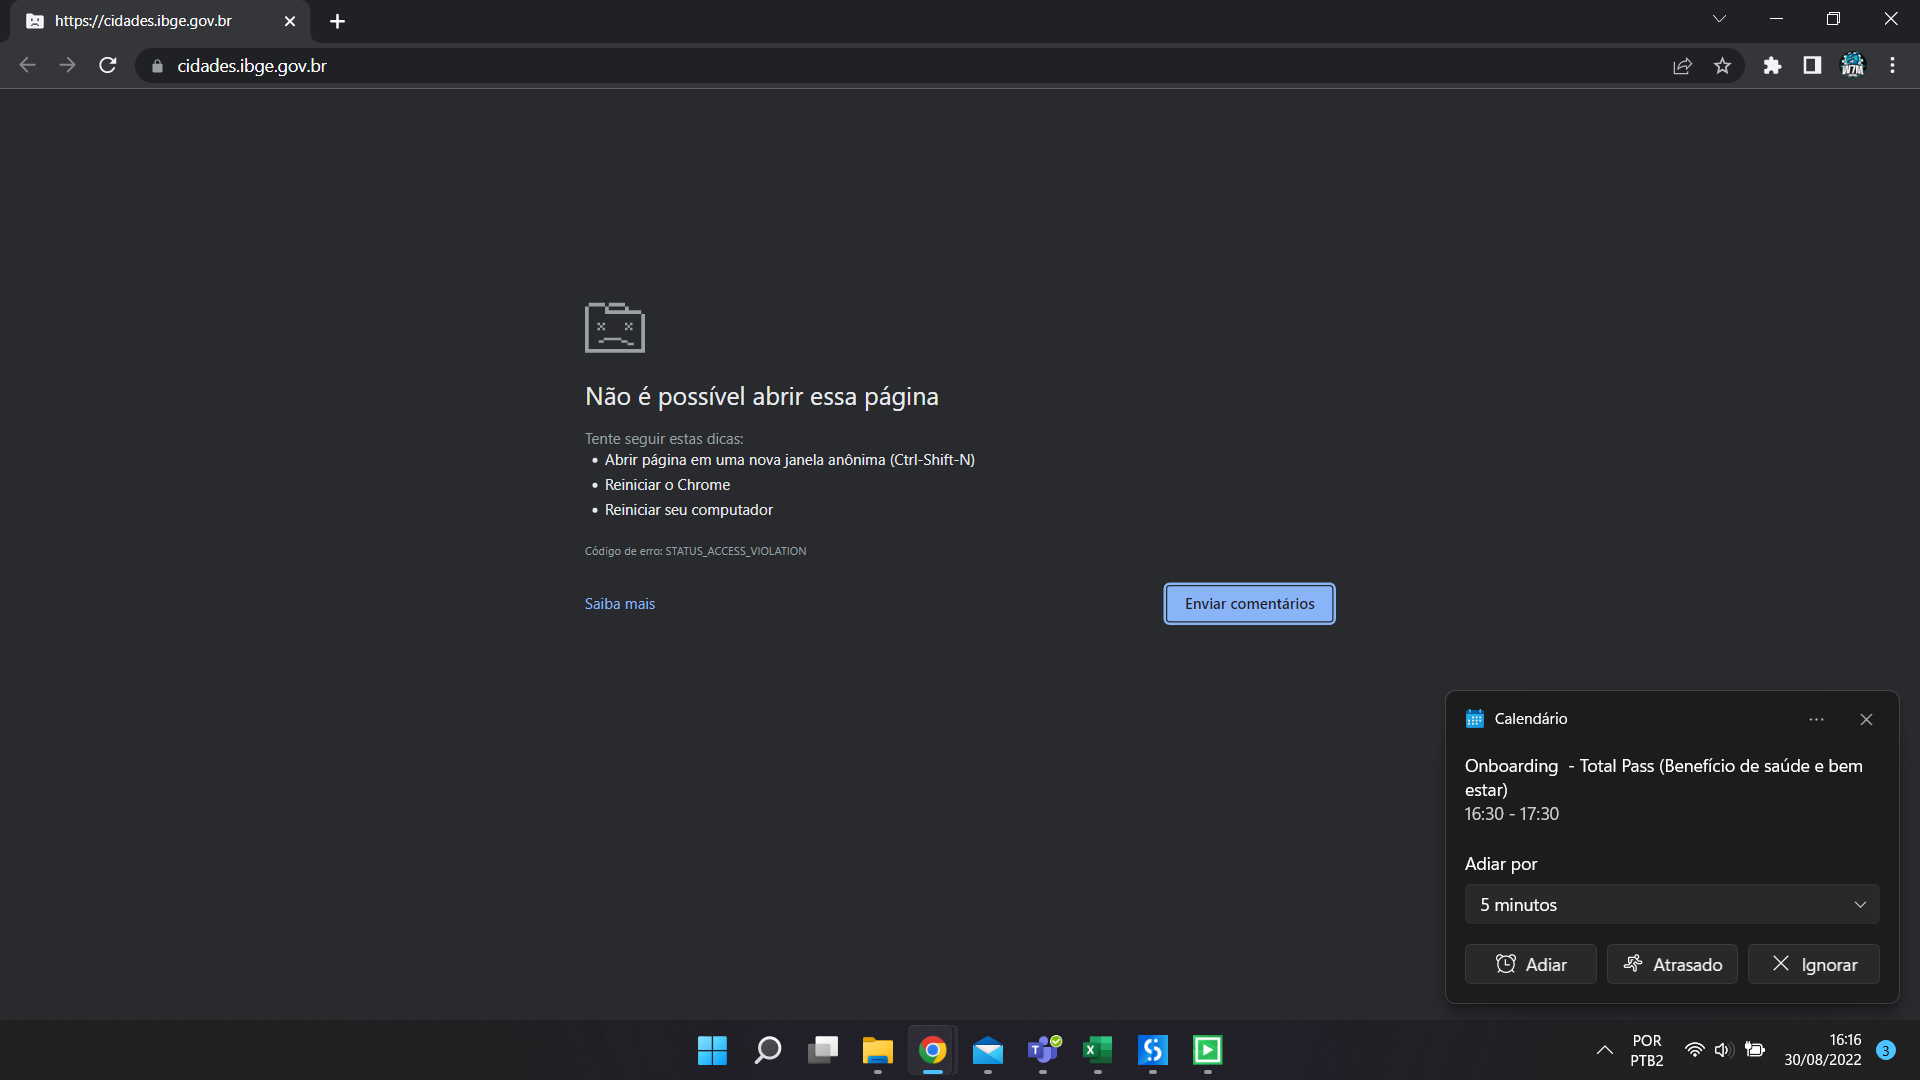 https://cidades.ibge.gov.br
cidades.ibge.gov.br
W7M
Não é possível abrir essa página
Tente seguir estas dicas:
• Abrir página em uma nova janela anônima (Ctrl-Shift-N)
• Reiniciar o Chrome
• Reiniciar seu computador
Código de erro: STATUS_ACCESS_VIOLATION
Saiba mais
Enviar comentários
Calendário
Onboarding - Total Pass (Benefício de saúde e bem
estar)
16:30 - 17:30
Adiar por
5 minutos
Adiar
Atrasado
Ignorar
POR
PTB2
16:16
30/08/2022
3